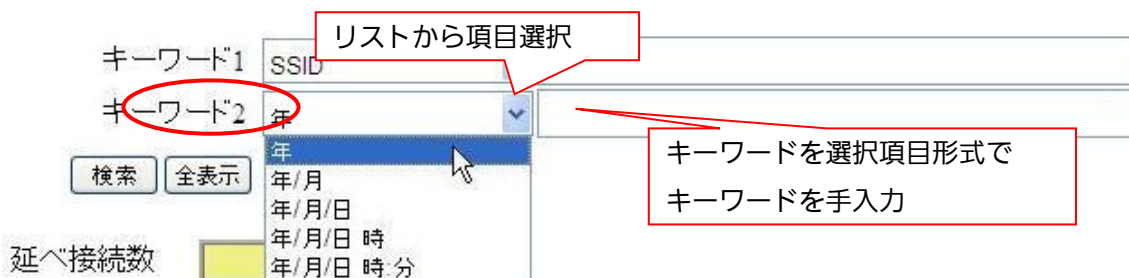 リストから項目選択
キーワード1 SSID
キーワード2 年
年
キーワードを選択項目形式で
キーワードを手入力
検索 全表示
年/月
年/月/日
年/月/日 時
年/月/日 時:分
延べ接続数